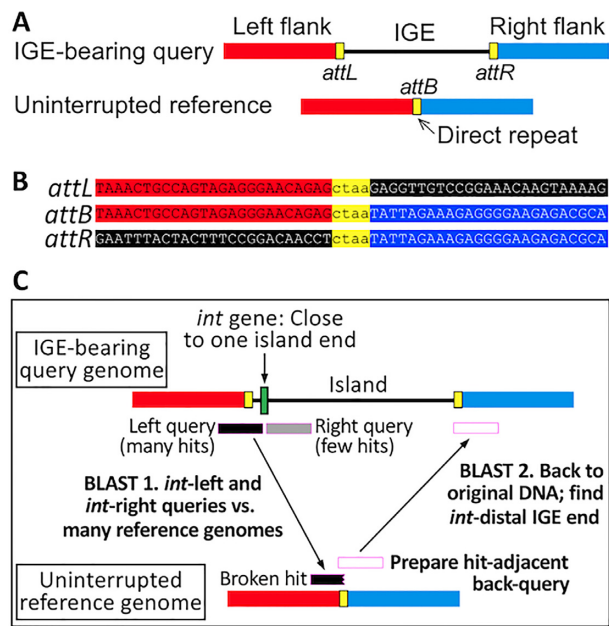 A
Left flank IGE Right flank
IGE-bearing query
attL attR
attB
Uninterrupted reference
Direct repeat
B
attL TAAACTGCCAGTAGAGGGAACAGAGctaaGAGGTTGTCCGGAAACAAGTAAAAG
attB TAAACTGCCAGTAGAGGGAACAGAGctaaTATTAGAAAGAGGGGAAGAGACGCA
attR GAATTTACTACTTTCCGGACAACCTctaaTATTAGAAAGAGGGGAAGAGACGCA
C
int gene: Close
to one island end
IGE-bearing
query genome
Island
Left query
(many hits)
Right query
(few hits)
BLAST 1. int-left and
int-right queries vs.
many reference genomes
BLAST 2. Back to
original DNA; find
int-distal IGE end
Broken hit
Prepare hit-adjacent
back-query
Uninterrupted
reference genome